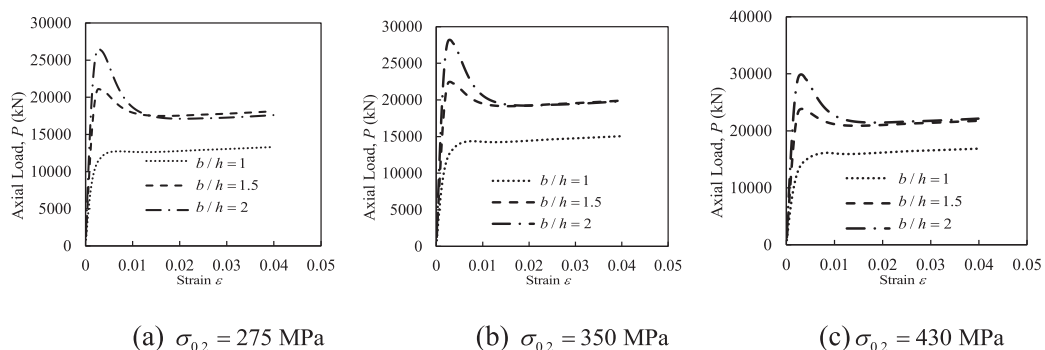 30000
25000
20000
15000
10000
5000
0
Axial Load, P (kN)
b / h = 1
b / h = 1.5
b / h = 2
0 0.01 0.02 0.03 0.04 0.05
Strain ε
(a) σ0.2 = 275 MPa
30000
25000
20000
15000
10000
5000
0
Axial Load, P (kN)
b / h = 1
b / h = 1.5
b / h = 2
0 0.01 0.02 0.03 0.04 0.05
Strain ε
(b) σ0.2 = 350 MPa
40000
30000
20000
10000
0
Axial Load, P (kN)
b / h = 1
b / h = 1.5
b / h = 2
0 0.01 0.02 0.03 0.04 0.05
Strain ε
(c) σ0.2 = 430 MPa